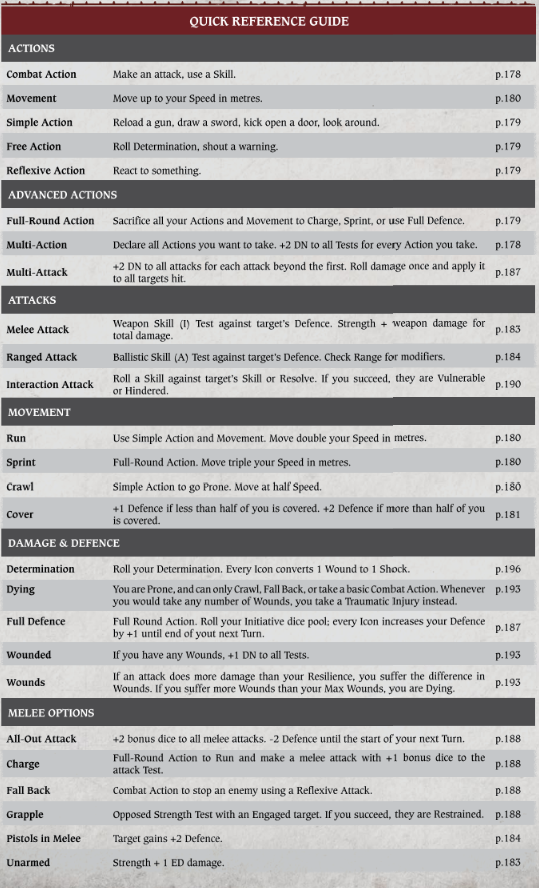 QUICK REFERENCE GUIDE
ACTIONS
Combat Action Make an attack, use a Skill. p.178
Movement Move up to your Speed in metres. p.180
Simple Action Reload a gun, draw a sword, kick open a door, look around. p.179
Free Action Roll Determination, shout a warning. p.179
Reflexive Action React to something. p.179
ADVANCED ACTIONS
Full-Round Action Sacrifice all your Actions and Movement to Charge, Sprint, or use Full Defence. p.179
Multi-Action Declare all Actions you want to take. +2 DN to all Tests for every Action you take. p.178
Multi-Attack +2 DN to all attacks for each attack beyond the first. Roll damage once and apply it p.187
to all targets hit.
ATTACKS
Melee Attack Weapon Skill (I) Test against target's Defence. Strength + weapon damage for p.183
total damage.
Ranged Attack Ballistic Skill (A) Test against target's Defence. Check Range for modifiers. p.184
Interaction Attack Roll a Skill against target's Skill or Resolve. If you succeed, they are Vulnerable p.190
or Hindered.
MOVEMENT
Run Use Simple Action and Movement. Move double your Speed in metres. p.180
Sprint Full-Round Action. Move triple your Speed in metres. p.180
Crawl Simple Action to go Prone. Move at half Speed. p.180
Cover +1 Defence if less than half of you is covered. +2 Defence if more than half of you p.181
is covered.
DAMAGE & DEFENCE
Determination Roll your Determination. Every Icon converts 1 Wound to 1 Shock. p.196
Dying You are Prone, and can only Crawl, Fall Back, or take a basic Combat Action. Whenever p.193
you would take any number of Wounds, you take a Traumatic Injury instead.
Full Defence Full Round Action. Roll your Initiative dice pool; every Icon increases your Defence p.187
by +1 until end of yout next Turn.
Wounded If you have any Wounds, +1 DN to all Tests. p.193
Wounds If an attack does more damage than your Resilience, you suffer the difference in p.193
Wounds. If you suffer more Wounds than your Max Wounds, you are Dying.
MELEE OPTIONS
All-Out Attack +2 bonus dice to all melee attacks. -2 Defence until the start of your next Turn. p.188
Charge Full-Round Action to Run and make a melee attack with +1 bonus dice to the p.188
attack Test.
Fall Back Combat Action to stop an enemy using a Reflexive Attack. p.188
Grapple Opposed Strength Test with an Engaged target. If you succeed, they are Restrained. p.188
Pistols in Melee Target gains +2 Defence. p.184
Unarmed Strength + 1 ED damage. p.183